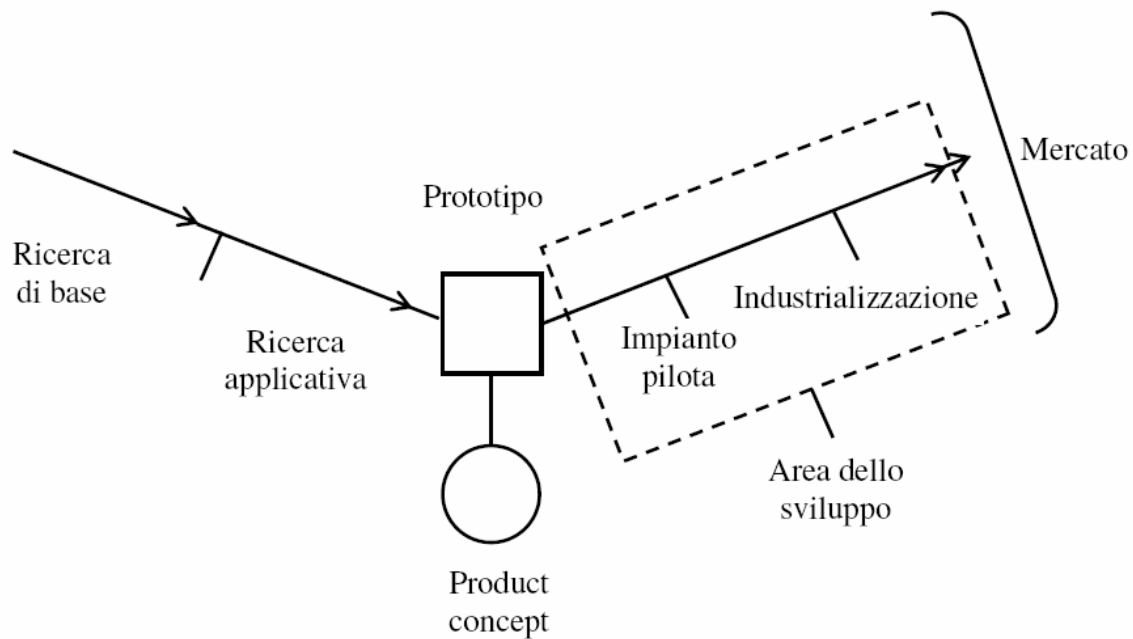 Mercato
Prototipo
Ricerca
di base
Industrializzazione
Ricerca
applicativa
Impianto
pilota
Area dello
sviluppo
Product
concept